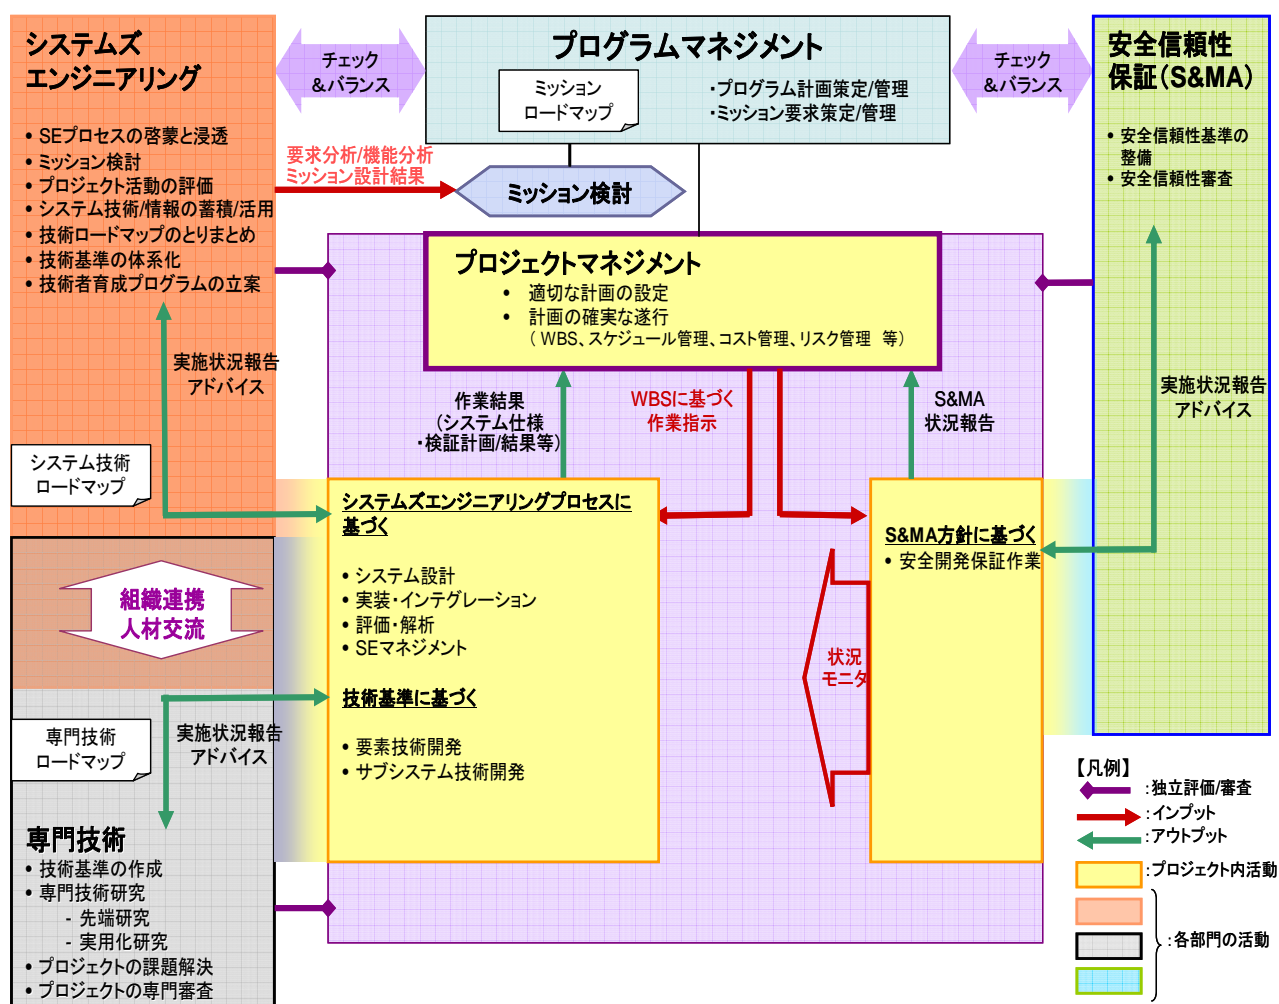 システムズ
エンジニアリング
• SEプロセスの啓蒙と浸透
• ミッション検討
• プロジェクト活動の評価
• システム技術/情報の蓄積/活用
• 技術ロードマップのとりまとめ
• 技術基準の体系化
• 技術者育成プログラムの立案
チェック
&バランス
プログラムマネジメント
ミッション
ロードマップ
・プログラム計画策定/管理
・ミッション要求策定/管理
チェック
&バランス
安全信頼性
保証(S&MA)
• 安全信頼性基準の
整備
• 安全信頼性審査
要求分析/機能分析
ミッション設計結果
ミッション検討
プロジェクトマネジメント
• 適切な計画の設定
• 計画の確実な遂行
(WBS、スケジュール管理、コスト管理、リスク管理 等)
実施状況報告
アドバイス
作業結果
(システム仕様
・検証計画/結果等)
WBSに基づく
作業指示
S&MA
状況報告
実施状況報告
アドバイス
システム技術
ロードマップ
システムズエンジニアリングプロセスに
基づく
• システム設計
• 実装・インテグレーション
• 評価・解析
• SEマネジメント
技術基準に基づく
• 要素技術開発
• サブシステム技術開発
S&MA方針に基づく
• 安全開発保証作業
状況
モニタ
組織連携
人材交流
専門技術
ロードマップ
実施状況報告
アドバイス
専門技術
• 技術基準の作成
• 専門技術研究
- 先端研究
- 実用化研究
• プロジェクトの課題解決
• プロジェクトの専門審査
【凡例】
:独立評価/審査
:インプット
:アウトプット
:プロジェクト内活動
:各部門の活動